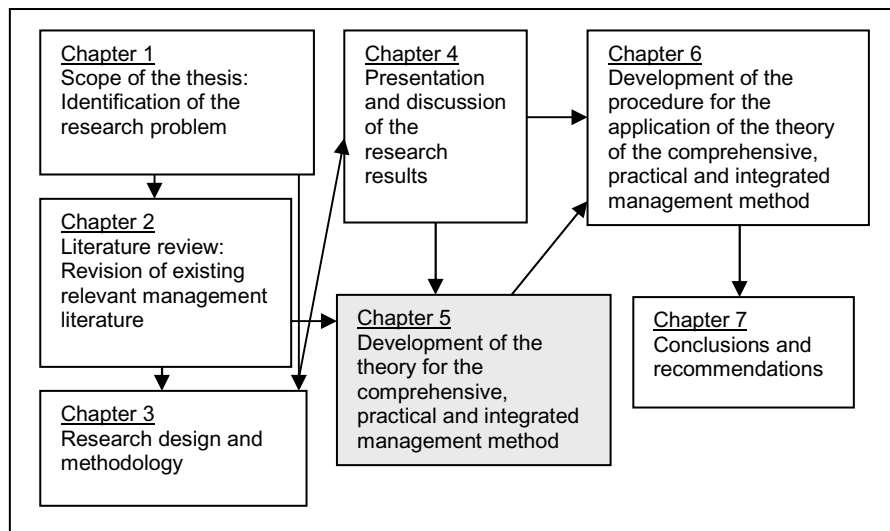 Chapter 1
Scope of the thesis:
Identification of the
research problem
Chapter 2
Literature review:
Revision of existing
relevant management
literature
Chapter 3
Research design and
methodology
Chapter 4
Presentation
and discussion
of the
research
results
Chapter 5
Development of the
theory for the
comprehensive,
practical and integrated
management method
Chapter 6
Development of the
procedure for the
application of the theory
of the comprehensive,
practical and integrated
management method
Chapter 7
Conclusions and
recommendations